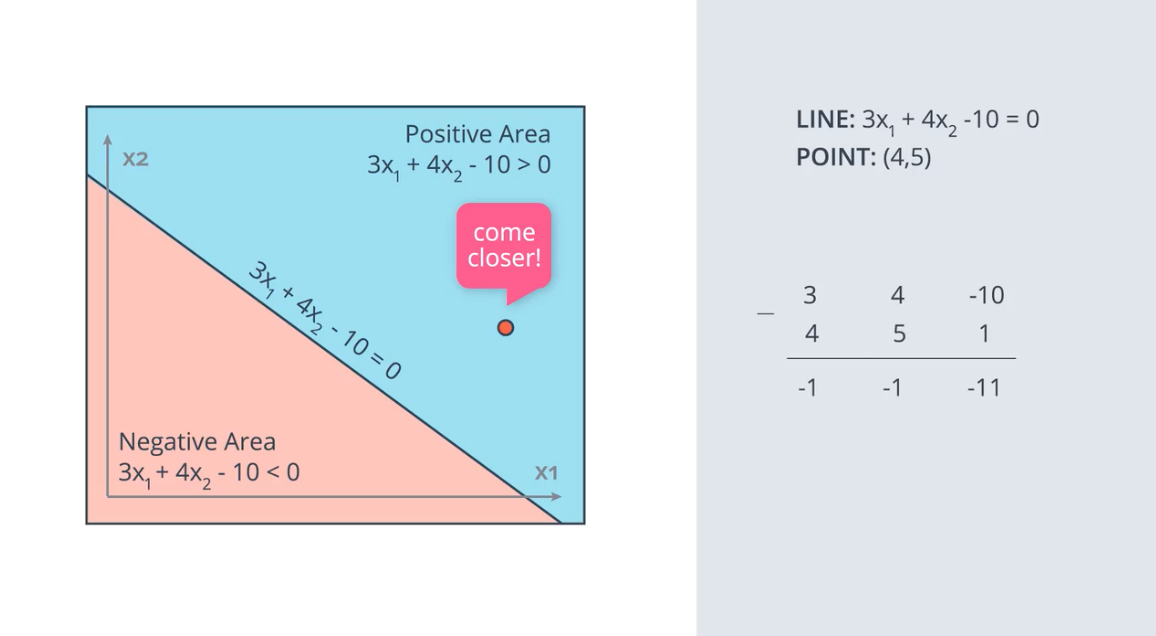 Positive Area
3x₁ + 4x₂ - 10 > 0
X2
come
closer!
3x₁ + 4x₂ - 10 = 0
Negative Area
3x₁ + 4x₂ - 10 < 0
X1
LINE: 3x₁ + 4x₂ -10 = 0
POINT: (4,5)
3 4 -10
–
4 5 1
-1 -1 -11